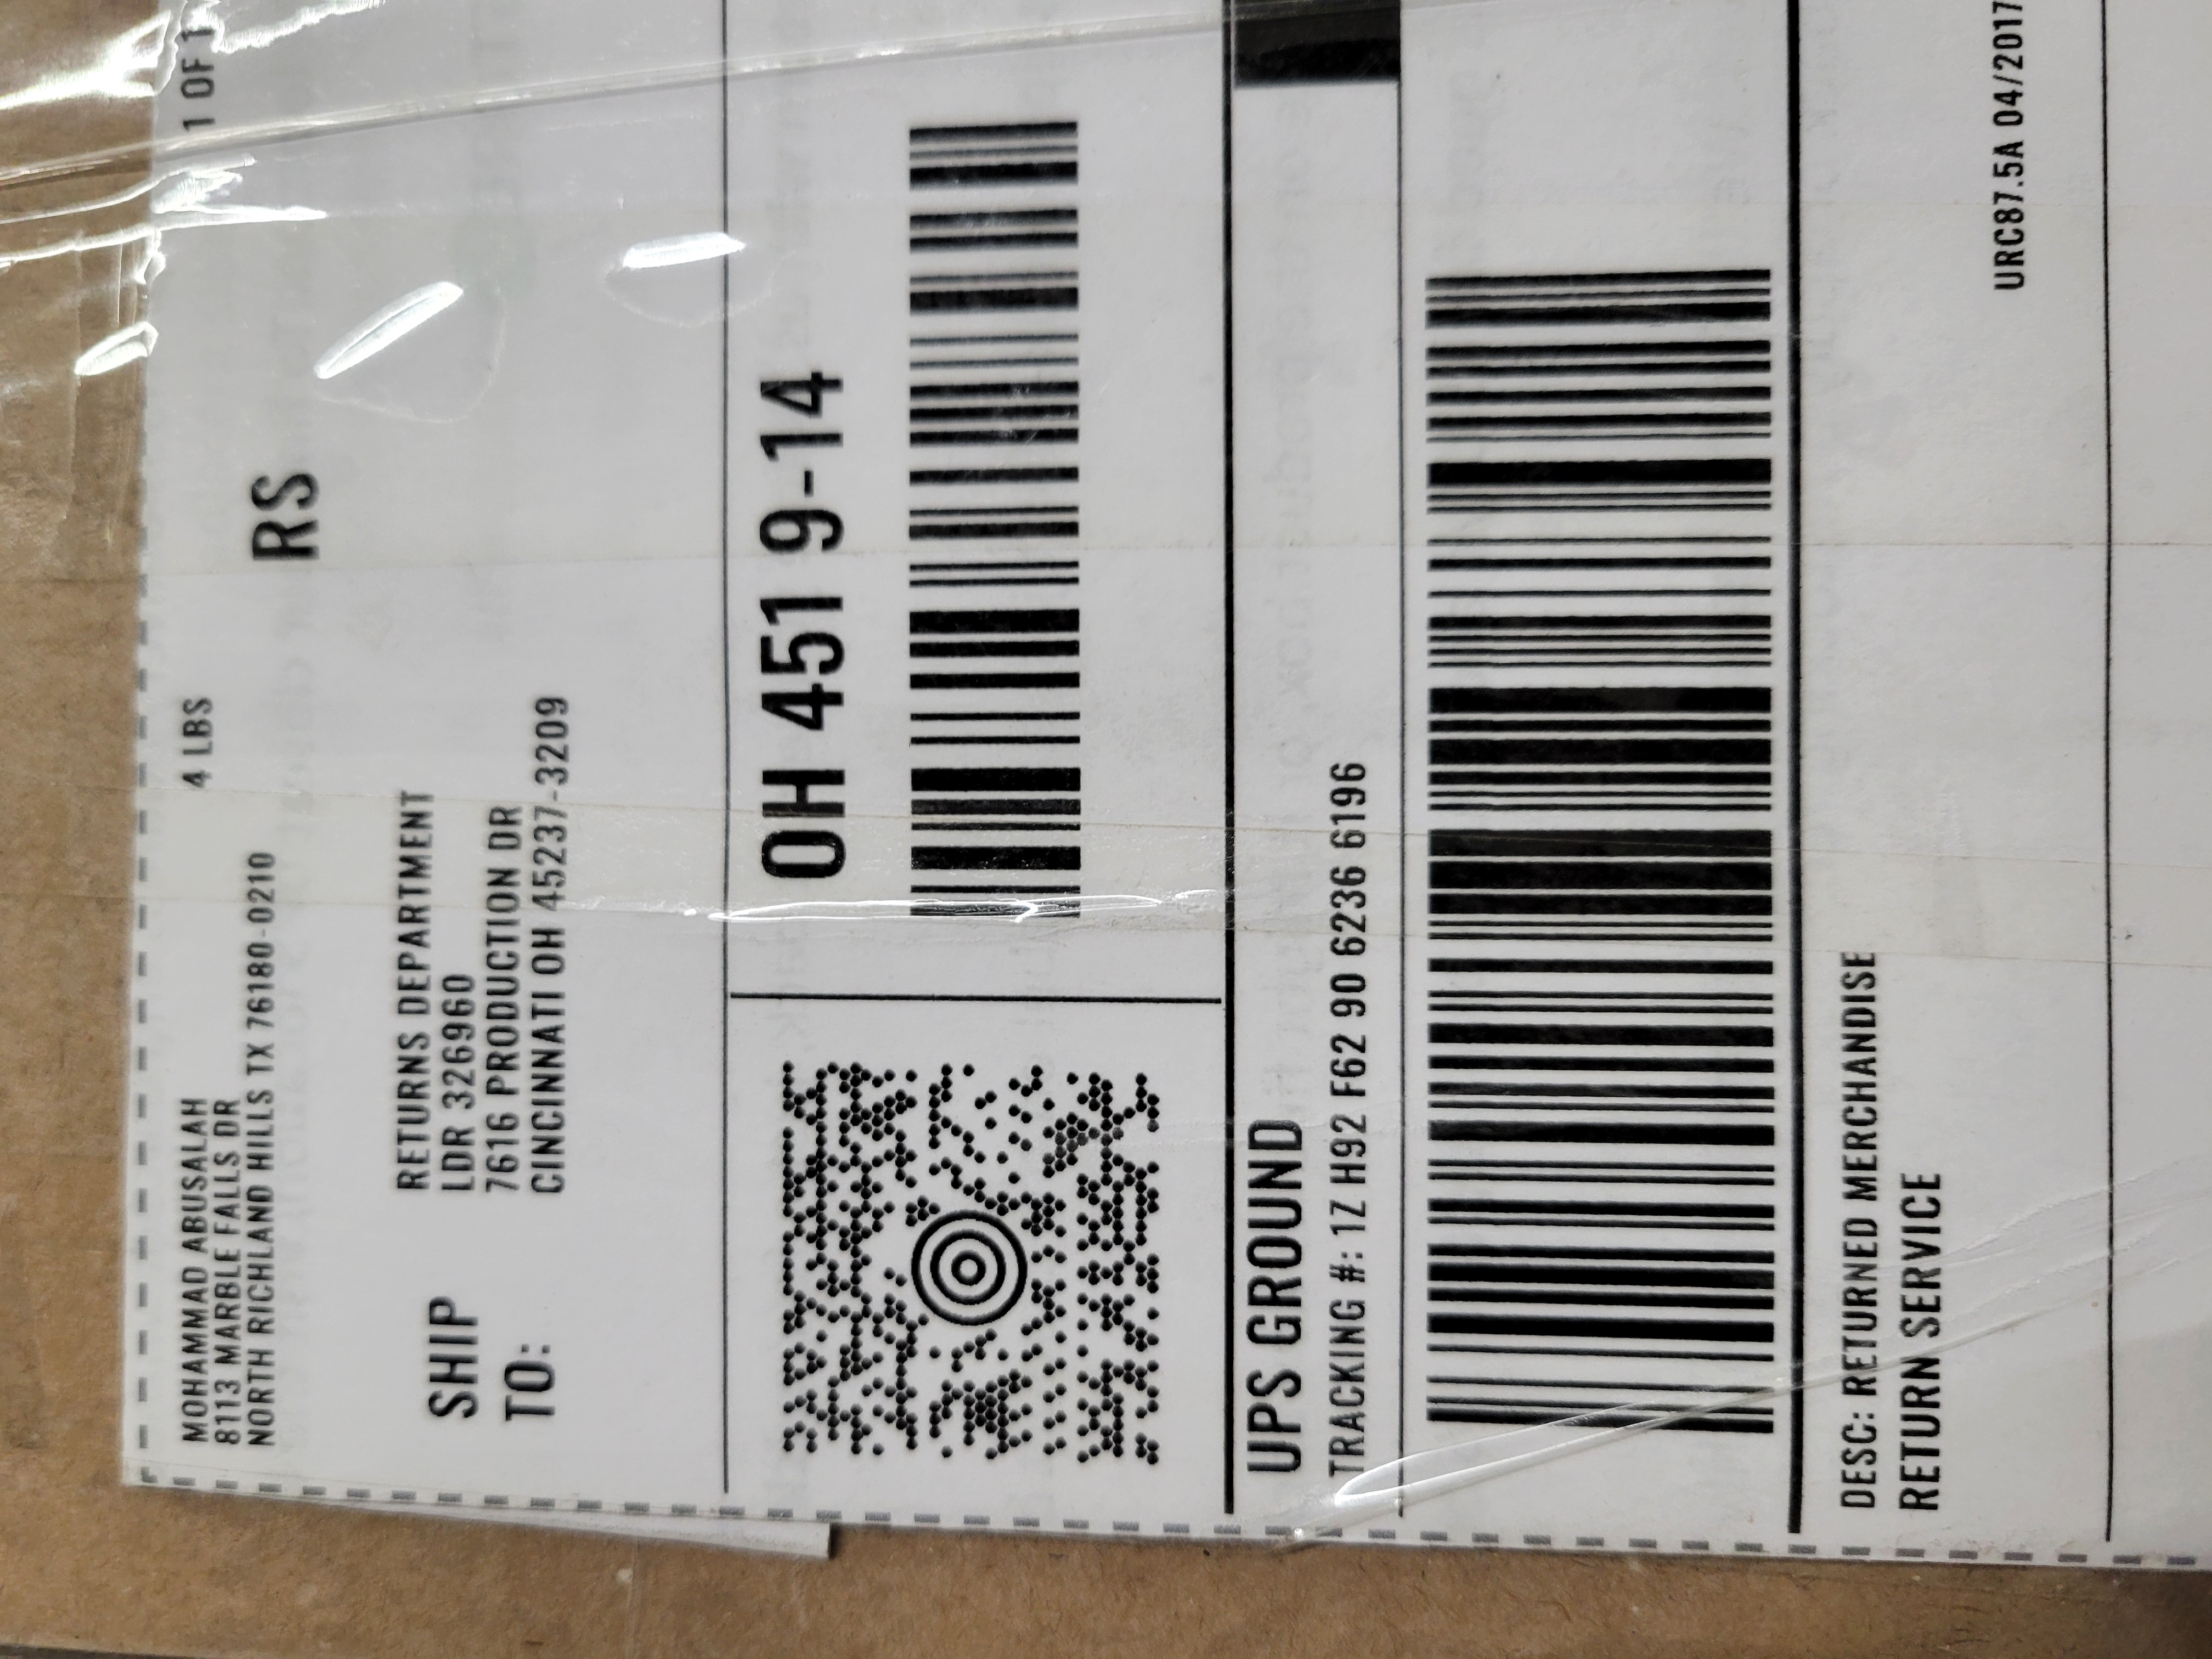 MOHAMMAD ABUSALAH
8113 MARBLE FALLS DR
NORTH RICHLAND HILLS TX 76180-0210
4 LBS
1 OF 1
RS
SHIP
TO:
RETURNS DEPARTMENT
LDR 326960
7616 PRODUCTION DR
CINCINNATI OH 45237-3209
OH 451 9-14
UPS GROUND
TRACKING #: 1Z H92 F62 90 6236 6196
DESC: RETURNED MERCHANDISE
RETURN SERVICE
URC87.5A 04/2017